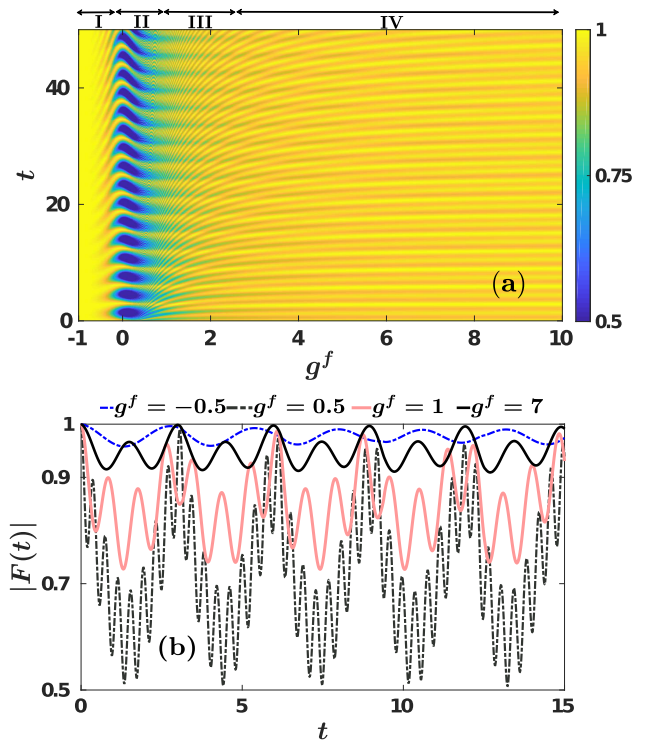 I II III IV
40
20
0
t
(a)
-1 0 2 4 6 8 10
g^f
1
0.75
0.5
g^f = −0.5 g^f = 0.5 g^f = 1 g^f = 7
1
0.9
0.7
0.5
|F(t)|
(b)
0 5 10 15
t